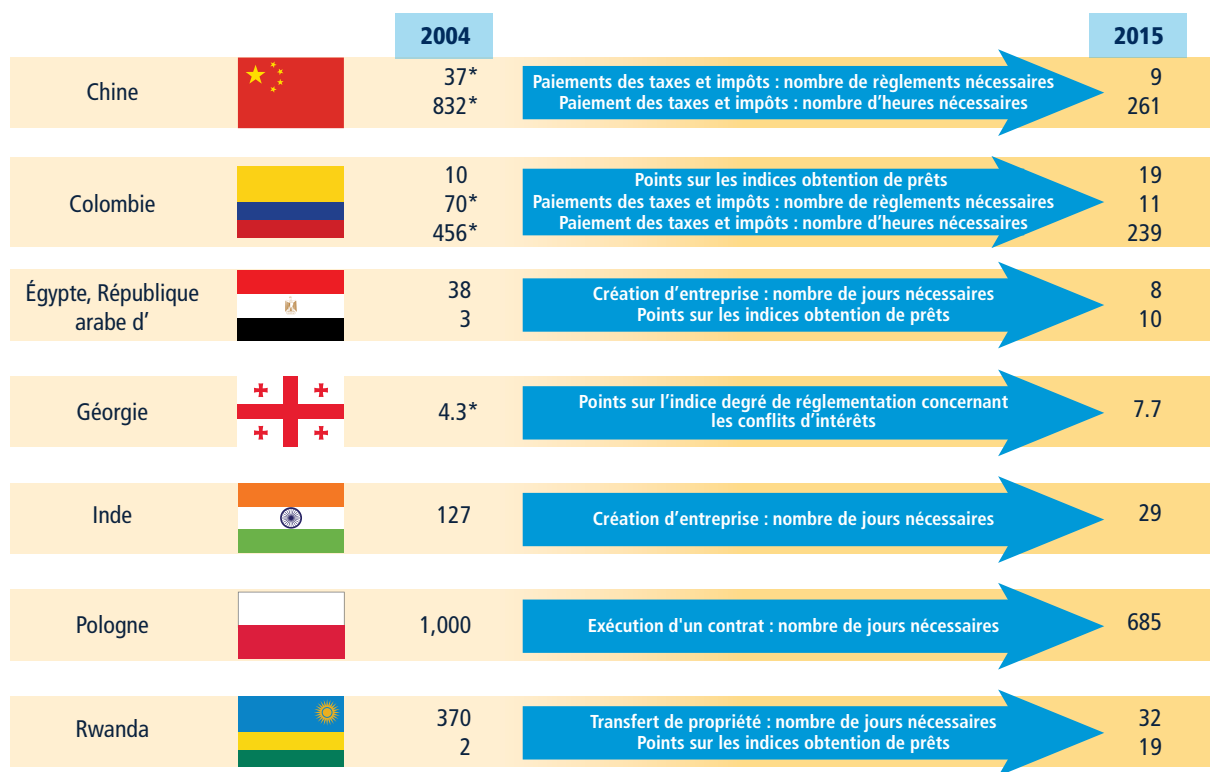 2004 2015
Chine 37* Paiements des taxes et impôts : nombre de règlements nécessaires 9
832* Paiement des taxes et impôts : nombre d'heures nécessaires 261
10 Points sur les indices obtention de prêts 19
Colombie 70* Paiements des taxes et impôts : nombre de règlements nécessaires 11
456* Paiement des taxes et impôts : nombre d'heures nécessaires 239
Égypte, République 38 Création d'entreprise : nombre de jours nécessaires 8
arabe d' 3 Points sur les indices obtention de prêts 10
Géorgie 4.3* Points sur l'indice degré de réglementation concernant 7.7
les conflits d'intérêts
Inde 127 Création d'entreprise : nombre de jours nécessaires 29
Pologne 1,000 Exécution d'un contrat : nombre de jours nécessaires 685
Rwanda 370 Transfert de propriété : nombre de jours nécessaires 32
2 Points sur les indices obtention de prêts 19